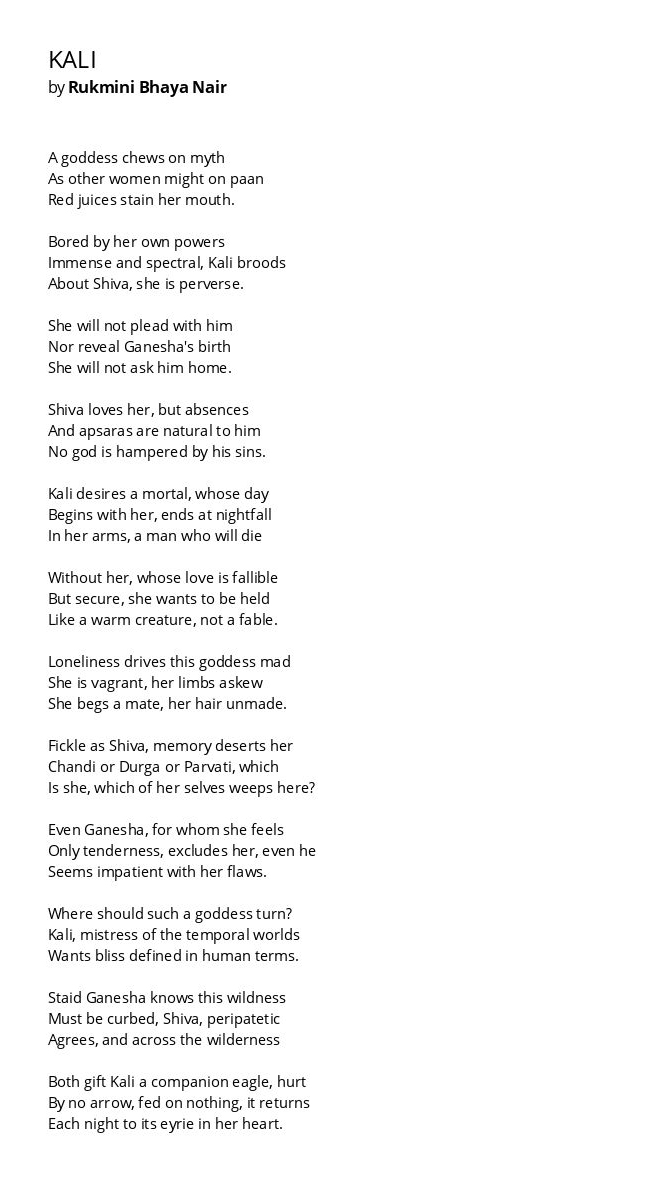 KALI
by Rukmini Bhaya Nair
A goddess chews on myth
As other women might on paan
Red juices stain her mouth.
Bored by her own powers
Immense and spectral, Kali broods
About Shiva, she is perverse.
She will not plead with him
Nor reveal Ganesha's birth
She will not ask him home.
Shiva loves her, but absences
And apsaras are natural to him
No god is hampered by his sins.
Kali desires a mortal, whose day
Begins with her, ends at nightfall
In her arms, a man who will die
Without her, whose love is fallible
But secure, she wants to be held
Like a warm creature, not a fable.
Loneliness drives this goddess mad
She is vagrant, her limbs askew
She begs a mate, her hair unmade.
Fickle as Shiva, memory deserts her
Chandi or Durga or Parvati, which
Is she, which of her selves weeps here?
Even Ganesha, for whom she feels
Only tenderness, excludes her, even he
Seems impatient with her flaws.
Where should such a goddess turn?
Kali, mistress of the temporal worlds
Wants bliss defined in human terms.
Staid Ganesha knows this wildness
Must be curbed, Shiva, peripatetic
Agrees, and across the wilderness
Both gift Kali a companion eagle, hurt
By no arrow, fed on nothing, it returns
Each night to its eyrie in her heart.